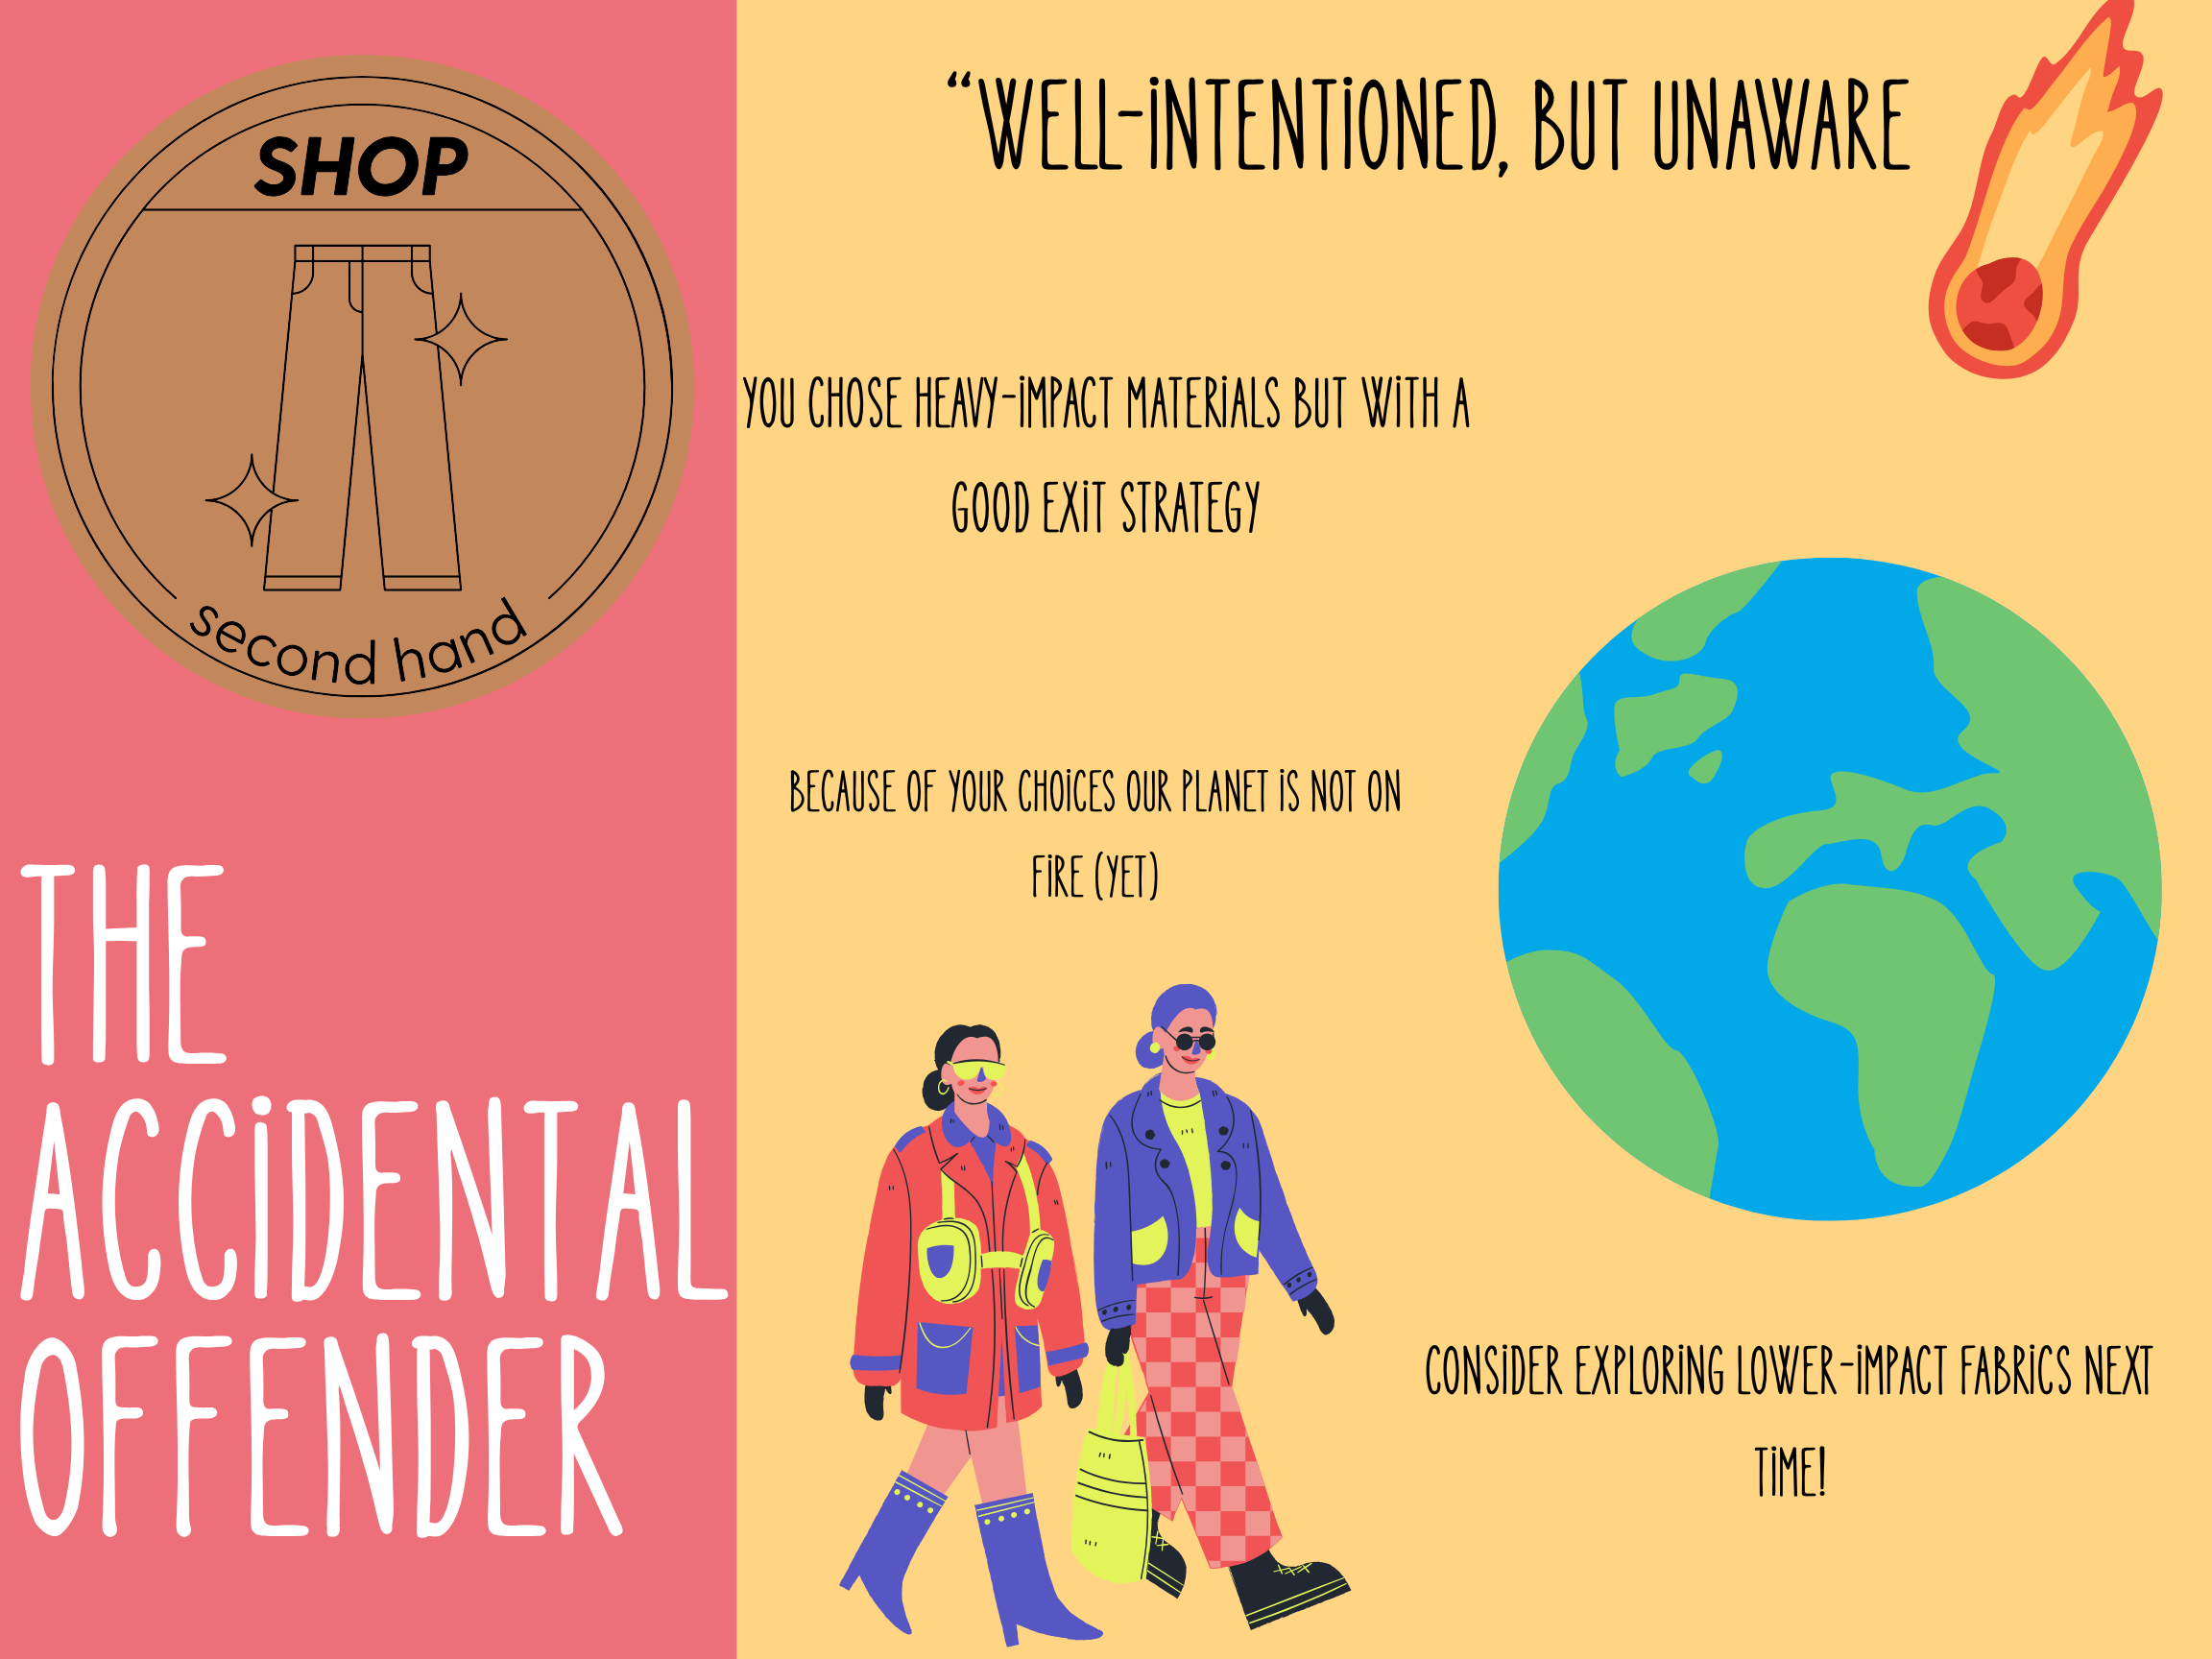 SHOP
second hand
THE
ACCIDENTAL
OFFENDER
“WELL-INTENTIONED, BUT UNAWARE
YOU CHOSE HEAVY-IMPACT MATERIALS BUT WITH A
GOOD EXIT STRATEGY
BECAUSE OF YOUR CHOICES OUR PLANET IS NOT ON
FIRE (YET)
CONSIDER EXPLORING LOWER-IMPACT FABRICS NEXT
TIME!